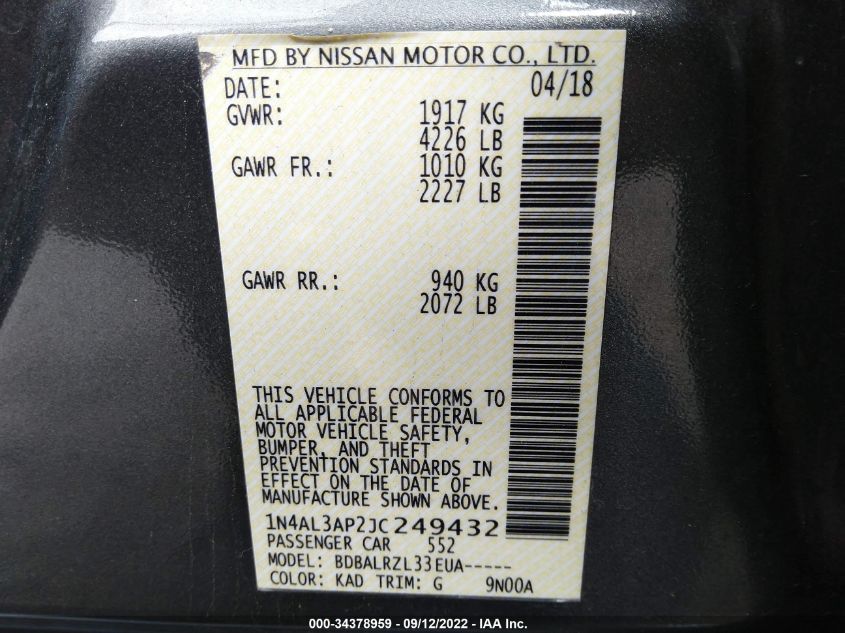 MFD BY NISSAN MOTOR CO., LTD.
DATE: 04/18
GVWR: 1917 KG
4226 LB
GAWR FR.: 1010 KG
2227 LB
GAWR RR.: 940 KG
2072 LB
THIS VEHICLE CONFORMS TO
ALL APPLICABLE FEDERAL
MOTOR VEHICLE SAFETY,
BUMPER, AND THEFT
PREVENTION STANDARDS IN
EFFECT ON THE DATE OF
MANUFACTURE SHOWN ABOVE.
1N4AL3AP2JC249432
PASSENGER CAR 552
MODEL: BDBALRZL33EUA-----
COLOR: KAD TRIM: G 9N00A
000-34378959 - 09/12/2022 - IAA Inc.